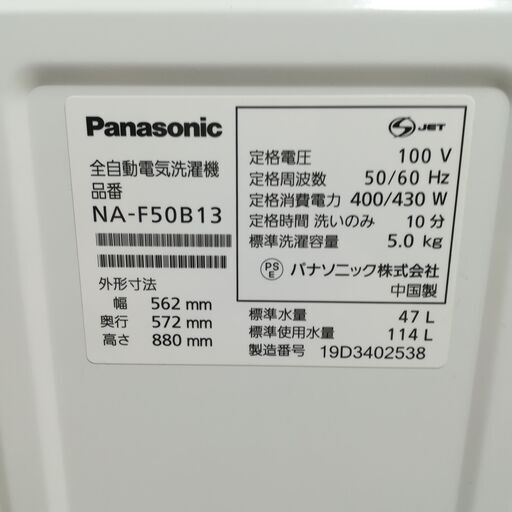 Panasonic
全自動電気洗濯機
品番
NA-F50B13
外形寸法
幅 562 mm
奥行 572 mm
高さ 880 mm
S JET
定格電圧 100 V
定格周波数 50/60 Hz
定格消費電力 400/430 W
定格時間 洗いのみ 10 分
標準洗濯容量 5.0 kg
PS E パナソニック株式会社
中国製
標準水量 47 L
標準使用水量 114 L
製造番号 19D3402538